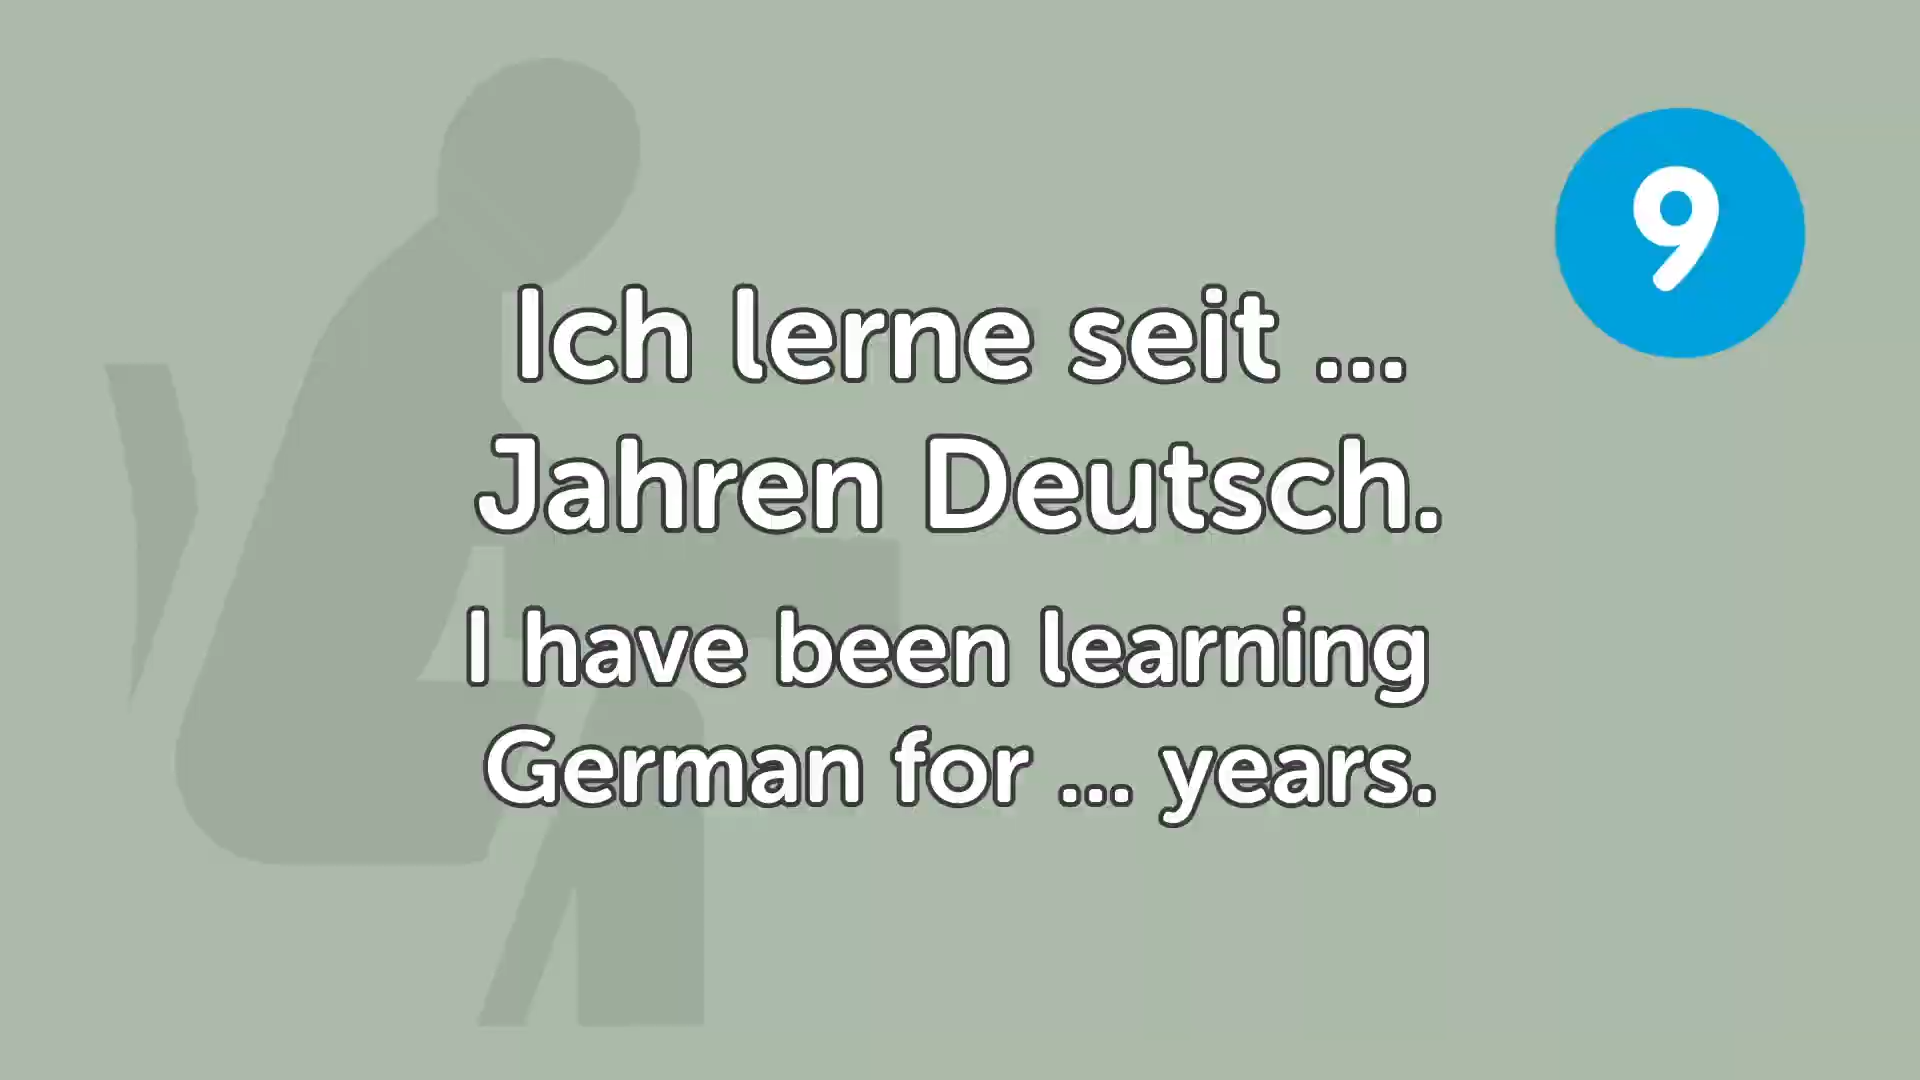 9
Ich lerne seit ...
Jahren Deutsch.
I have been learning
German for ... years.